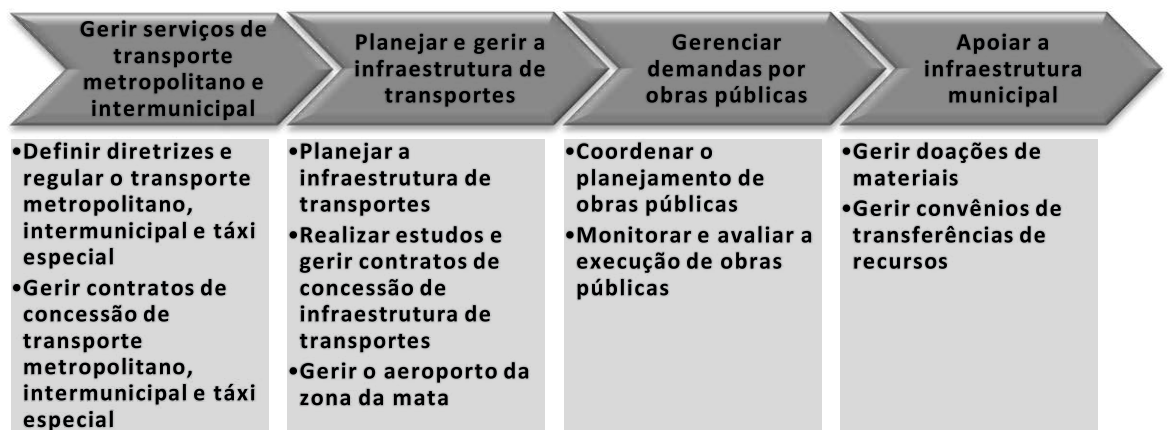 Gerir serviços de
transporte
metropolitano e
intermunicipal
•Definir diretrizes e
regular o transporte
metropolitano,
intermunicipal e táxi
especial
•Gerir contratos de
concessão de
transporte
metropolitano,
intermunicipal e táxi
especial
Planejar e gerir a
infraestrutura de
transportes
•Planejar a
infraestrutura de
transportes
•Realizar estudos e
gerir contratos de
concessão de
infraestrutura de
transportes
•Gerir o aeroporto da
zona da mata
Gerenciar
demandas por
obras públicas
•Coordenar o
planejamento de
obras públicas
•Monitorar e avaliar a
execução de obras
públicas
Apoiar a
infraestrutura
municipal
•Gerir doações de
materiais
•Gerir convênios de
transferências de
recursos